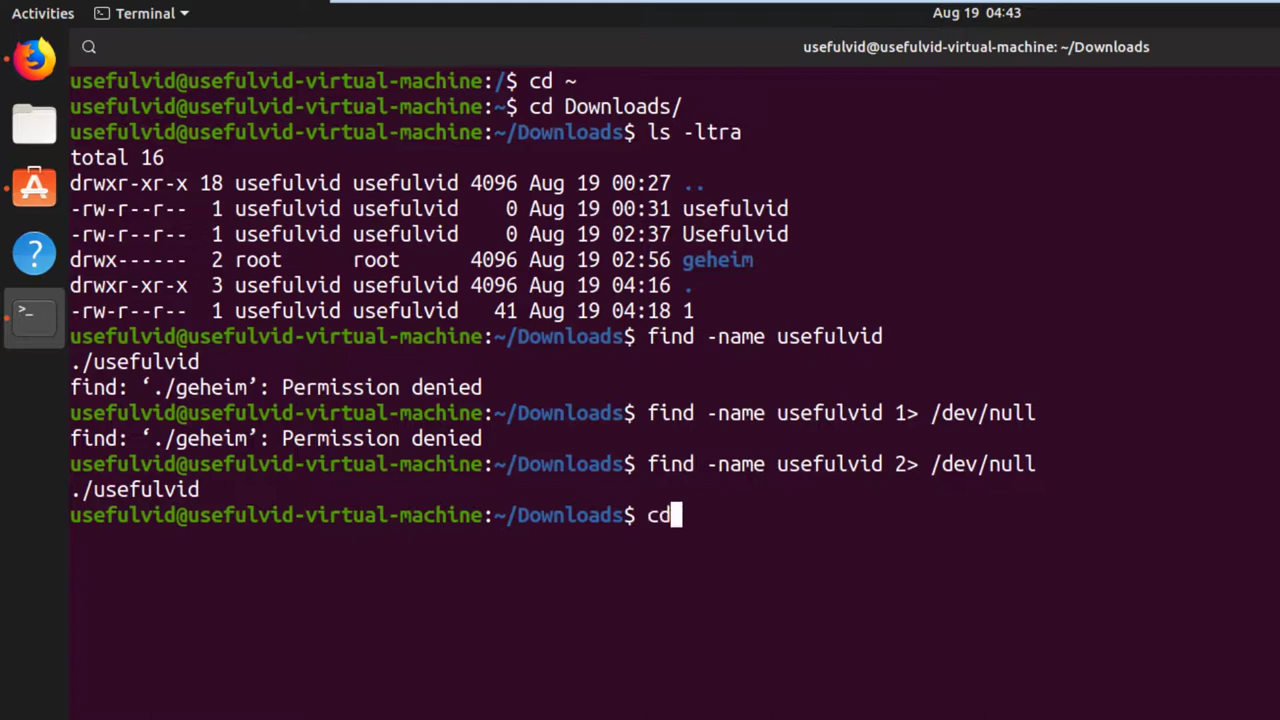 Activities Terminal Aug 19 04:43
usefulvid@usefulvid-virtual-machine: ~/Downloads
usefulvid@usefulvid-virtual-machine:/$ cd ~
usefulvid@usefulvid-virtual-machine:~$ cd Downloads/
usefulvid@usefulvid-virtual-machine:~/Downloads$ ls -ltra
total 16
drwxr-xr-x 18 usefulvid usefulvid 4096 Aug 19 00:27 ..
-rw-r--r--  1 usefulvid usefulvid    0 Aug 19 00:31 usefulvid
-rw-r--r--  1 usefulvid usefulvid    0 Aug 19 02:37 Usefulvid
drwx------  2 root      root      4096 Aug 19 02:56 geheim
drwxr-xr-x  3 usefulvid usefulvid 4096 Aug 19 04:16 .
-rw-r--r--  1 usefulvid usefulvid   41 Aug 19 04:18 1
usefulvid@usefulvid-virtual-machine:~/Downloads$ find -name usefulvid
./usefulvid
find: ‘./geheim’: Permission denied
usefulvid@usefulvid-virtual-machine:~/Downloads$ find -name usefulvid 1> /dev/null
find: ‘./geheim’: Permission denied
usefulvid@usefulvid-virtual-machine:~/Downloads$ find -name usefulvid 2> /dev/null
./usefulvid
usefulvid@usefulvid-virtual-machine:~/Downloads$ cd